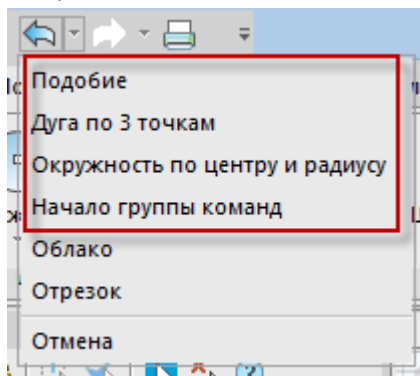 Подобие
Дуга по 3 точкам
Окружность по центру и радиусу
Начало группы команд
Облако
Отрезок
Отмена